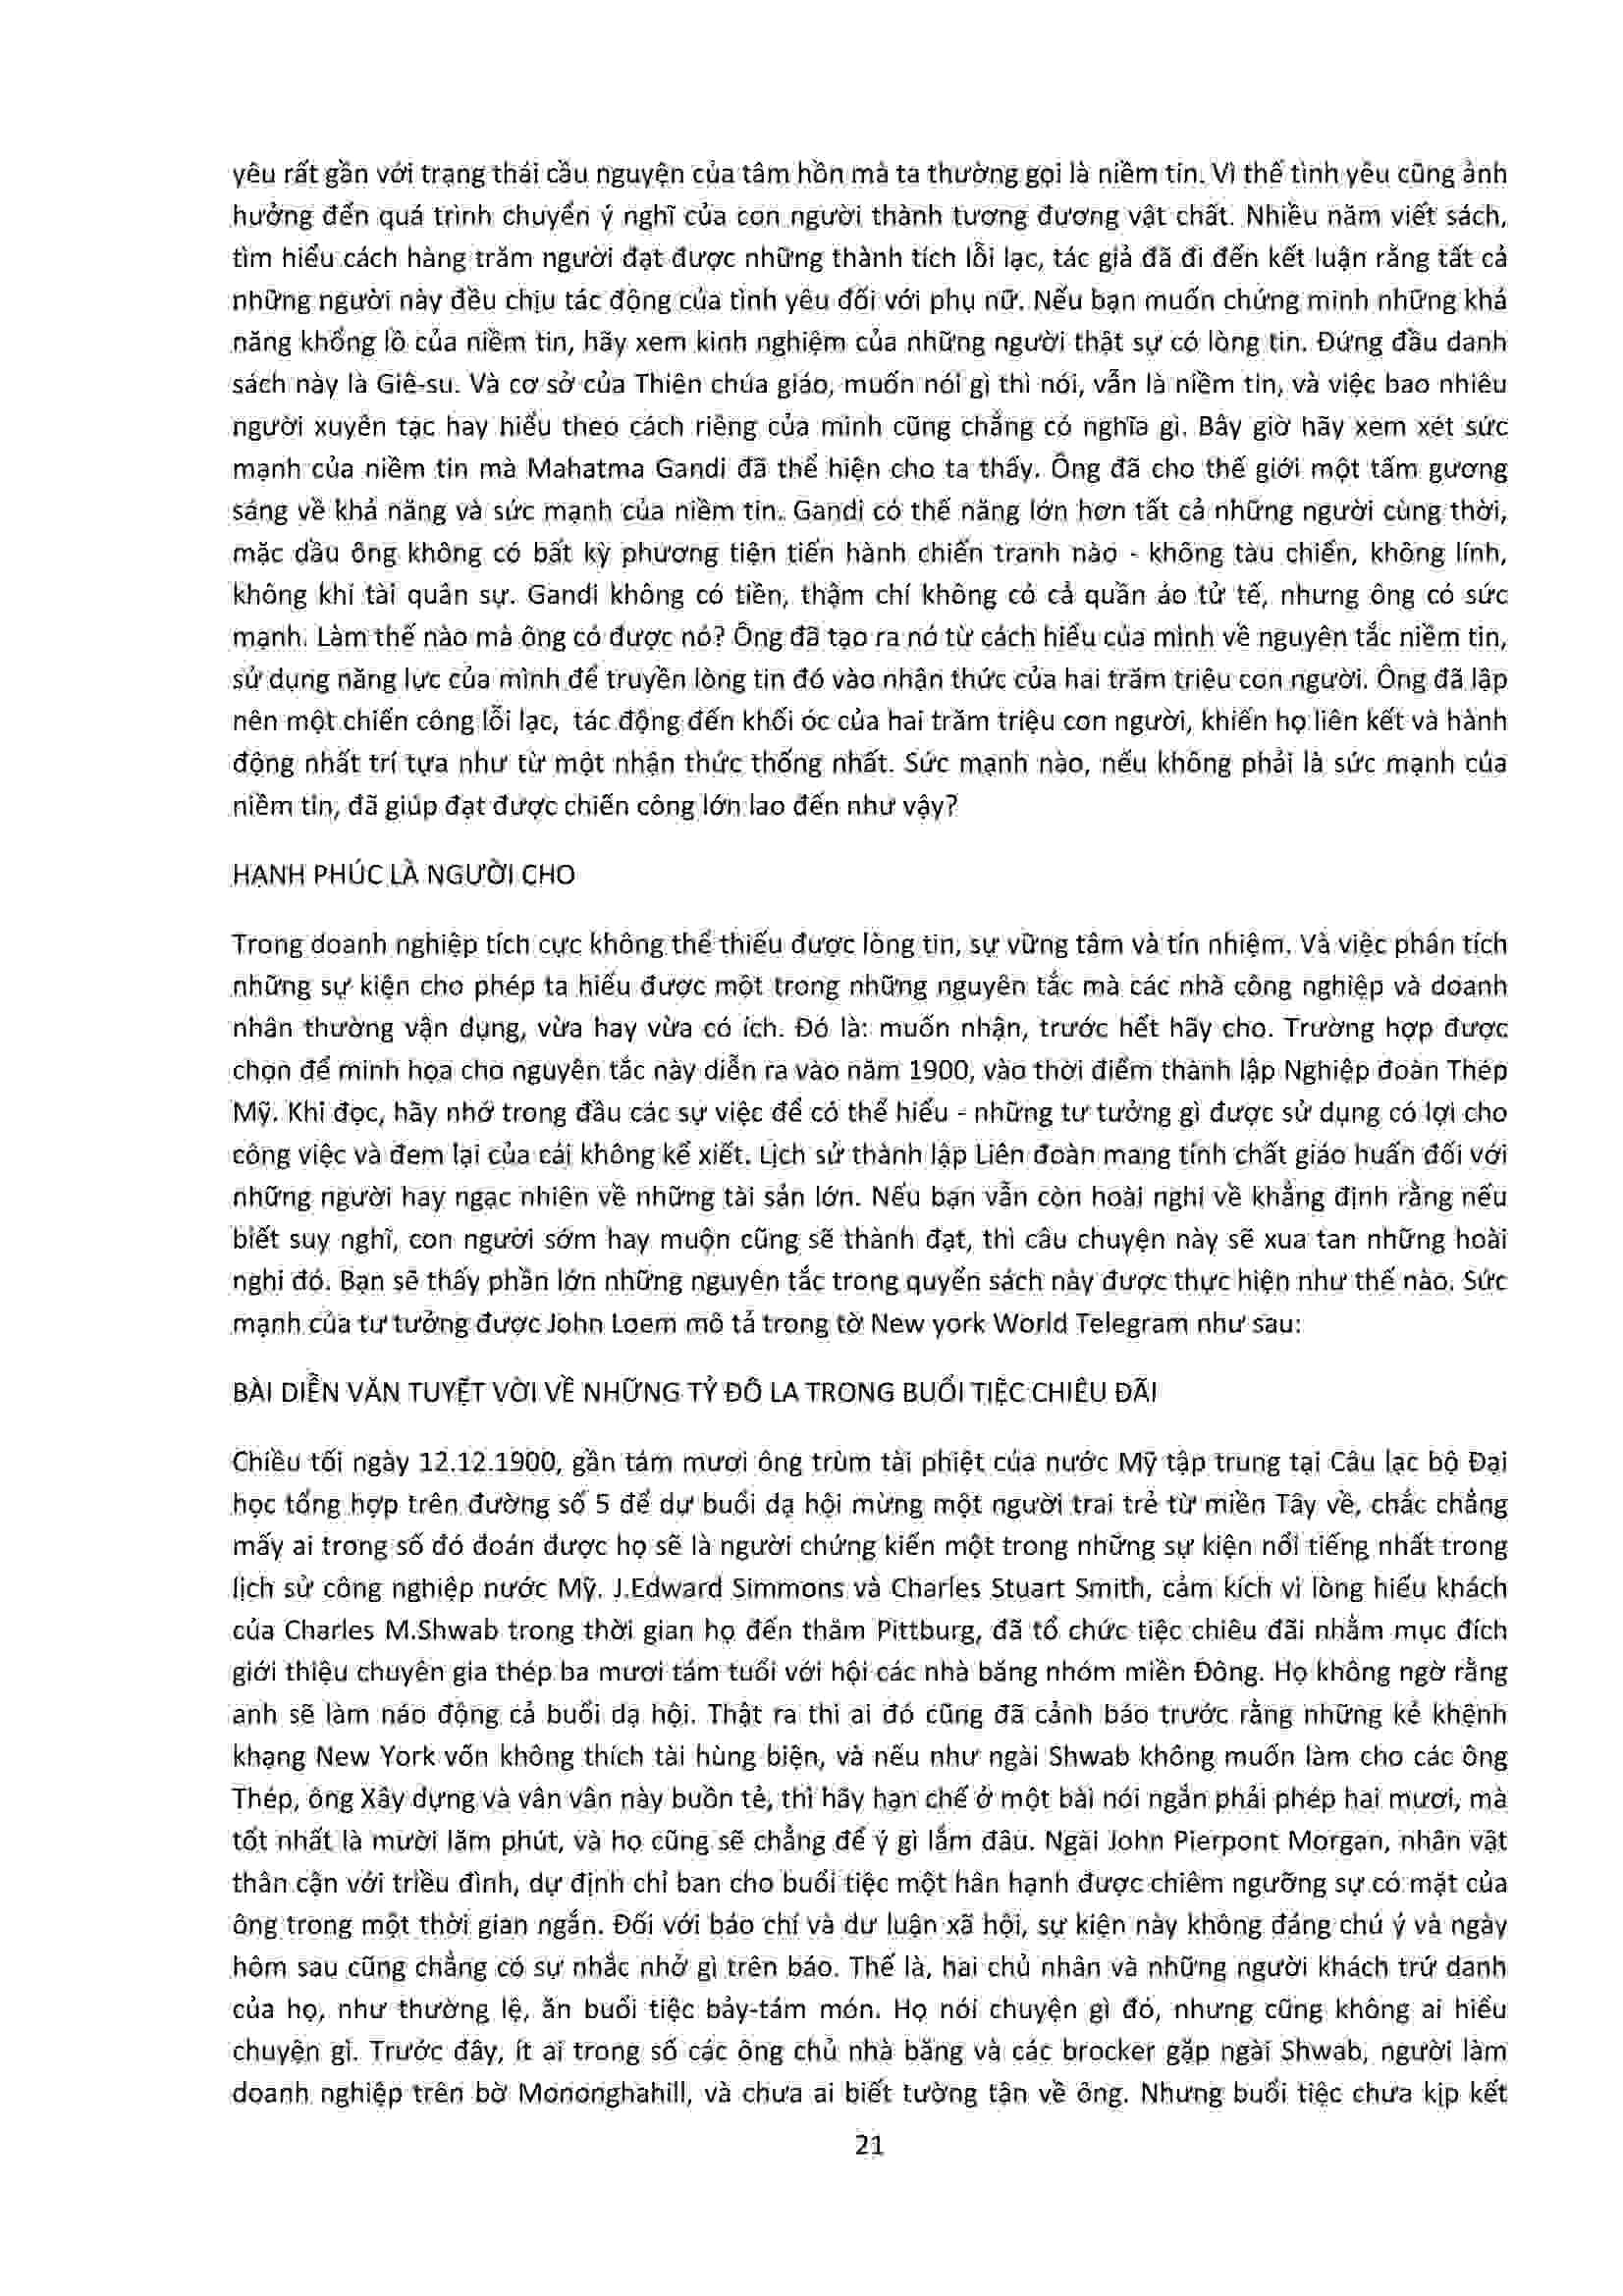 yêu rất gần với trạng thái cầu nguyện của tâm hồn mà ta thường gọi là niềm tin. Vì thế tình yêu cũng ảnh
hưởng đến quá trình chuyển ý nghĩ của con người thành tương đương vật chất. Nhiều năm viết sách,
tìm hiểu cách hàng trăm người đạt được những thành tích lỗi lạc, tác giả đã đi đến kết luận rằng tất cả
những người này đều chịu tác động của tình yêu đối với phụ nữ. Nếu bạn muốn chứng minh những khả
năng khổng lồ của niềm tin, hãy xem kinh nghiệm của những người thật sự có lòng tin. Đứng đầu danh
sách này là Giê-su. Và cơ sở của Thiên chúa giáo, muốn nói gì thì nói, vẫn là niềm tin, và việc bao nhiêu
người xuyên tạc hay hiểu theo cách riêng của mình cũng chẳng có nghĩa gì. Bây giờ hãy xem xét sức
mạnh của niềm tin mà Mahatma Gandi đã thể hiện cho ta thấy. Ông đã cho thế giới một tấm gương
sáng về khả năng và sức mạnh của niềm tin. Gandi có thế năng lớn hơn tất cả những người cùng thời,
mặc dầu ông không có bất kỳ phương tiện tiến hành chiến tranh nào - không tàu chiến, không lính,
không khí tài quân sự. Gandi không có tiền, thậm chí không có cả quần áo tử tế, nhưng ông có sức
mạnh. Làm thế nào mà ông có được nó? Ông đã tạo ra nó từ cách hiểu của mình về nguyên tắc niềm tin,
sử dụng năng lực của mình để truyền lòng tin đó vào nhận thức của hai trăm triệu con người. Ông đã lập
nên một chiến công lỗi lạc, tác động đến khối óc của hai trăm triệu con người, khiến họ liên kết và hành
động nhất trí tựa như từ một nhận thức thống nhất. Sức mạnh nào, nếu không phải là sức mạnh của
niềm tin, đã giúp đạt được chiến công lớn lao đến như vậy?
HẠNH PHÚC LÀ NGƯỜI CHO
Trong doanh nghiệp tích cực không thể thiếu được lòng tin, sự vững tâm và tín nhiệm. Và việc phân tích
những sự kiện cho phép ta hiểu được một trong những nguyên tắc mà các nhà công nghiệp và doanh
nhân thường vận dụng, vừa hay vừa có ích. Đó là: muốn nhận, trước hết hãy cho. Trường hợp được
chọn để minh họa cho nguyên tắc này diễn ra vào năm 1900, vào thời điểm thành lập Nghiệp đoàn Thép
Mỹ. Khi đọc, hãy nhớ trong đầu các sự việc để có thể hiểu - những tư tưởng gì được sử dụng có lợi cho
công việc và đem lại của cải không kể xiết. Lịch sử thành lập Liên đoàn mang tính chất giáo huấn đối với
những người hay ngạc nhiên về những tài sản lớn. Nếu bạn vẫn còn hoài nghi về khẳng định rằng nếu
biết suy nghĩ, con người sớm hay muộn cũng sẽ thành đạt, thì câu chuyện này sẽ xua tan những hoài
nghi đó. Bạn sẽ thấy phần lớn những nguyên tắc trong quyển sách này được thực hiện như thế nào. Sức
mạnh của tư tưởng được John Loem mô tả trong tờ New york World Telegram như sau:
BÀI DIỄN VĂN TUYỆT VỜI VỀ NHỮNG TỶ ĐÔ LA TRONG BUỔI TIỆC CHIÊU ĐÃI
Chiều tối ngày 12.12.1900, gần tám mươi ông trùm tài phiệt của nước Mỹ tập trung tại Câu lạc bộ Đại
học tổng hợp trên đường số 5 để dự buổi dạ hội mừng một người trai trẻ từ miền Tây về, chắc chẳng
mấy ai trong số đó đoán được họ sẽ là người chứng kiến một trong những sự kiện nổi tiếng nhất trong
lịch sử công nghiệp nước Mỹ. J.Edward Simmons và Charles Stuart Smith, cảm kích vì lòng hiếu khách
của Charles M.Shwab trong thời gian họ đến thăm Pittburg, đã tổ chức tiệc chiêu đãi nhằm mục đích
giới thiệu chuyên gia thép ba mươi tám tuổi với hội các nhà băng nhóm miền Đông. Họ không ngờ rằng
anh sẽ làm náo động cả buổi dạ hội. Thật ra thì ai đó cũng đã cảnh báo trước rằng những kẻ khệnh
khạng New York vốn không thích tài hùng biện, và nếu như ngài Shwab không muốn làm cho các ông
Thép, ông Xây dựng và vân vân này buồn tẻ, thì hãy hạn chế ở một bài nói ngắn phải phép hai mươi, mà
tốt nhất là mười lăm phút, và họ cũng sẽ chẳng để ý gì lắm đâu. Ngài John Pierpont Morgan, nhân vật
thân cận với triều đình, dự định chỉ ban cho buổi tiệc một hân hạnh được chiêm ngưỡng sự có mặt của
ông trong một thời gian ngắn. Đối với báo chí và dư luận xã hội, sự kiện này không đáng chú ý và ngày
hôm sau cũng chẳng có sự nhắc nhở gì trên báo. Thế là, hai chủ nhân và những người khách trứ danh
của họ, như thường lệ, ăn buổi tiệc bảy-tám món. Họ nói chuyện gì đó, nhưng cũng không ai hiểu
chuyện gì. Trước đây, ít ai trong số các ông chủ nhà băng và các brocker gặp ngài Shwab, người làm
doanh nghiệp trên bờ Mononghahill, và chưa ai biết tường tận về ông. Nhưng buổi tiệc chưa kịp kết
21